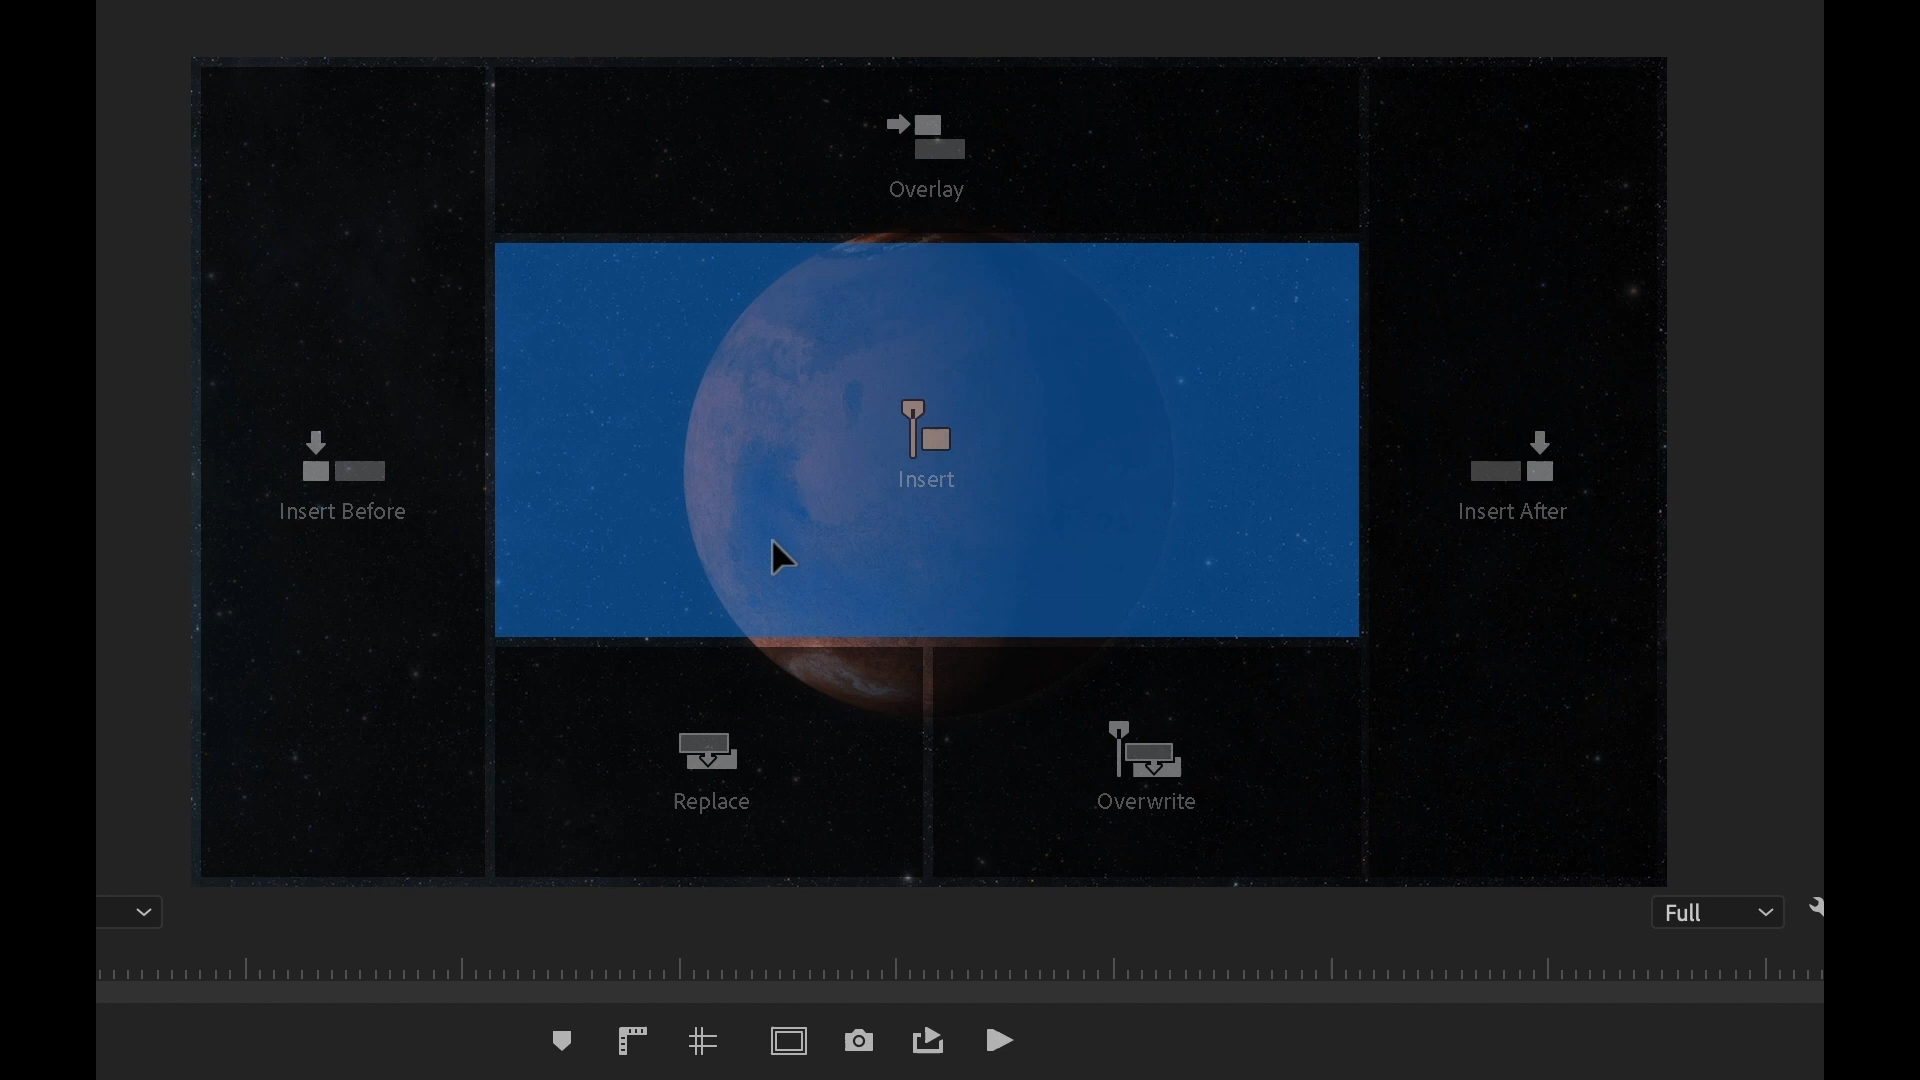 Overlay
Insert
Insert Before
Insert After
Replace
Overwrite
Full